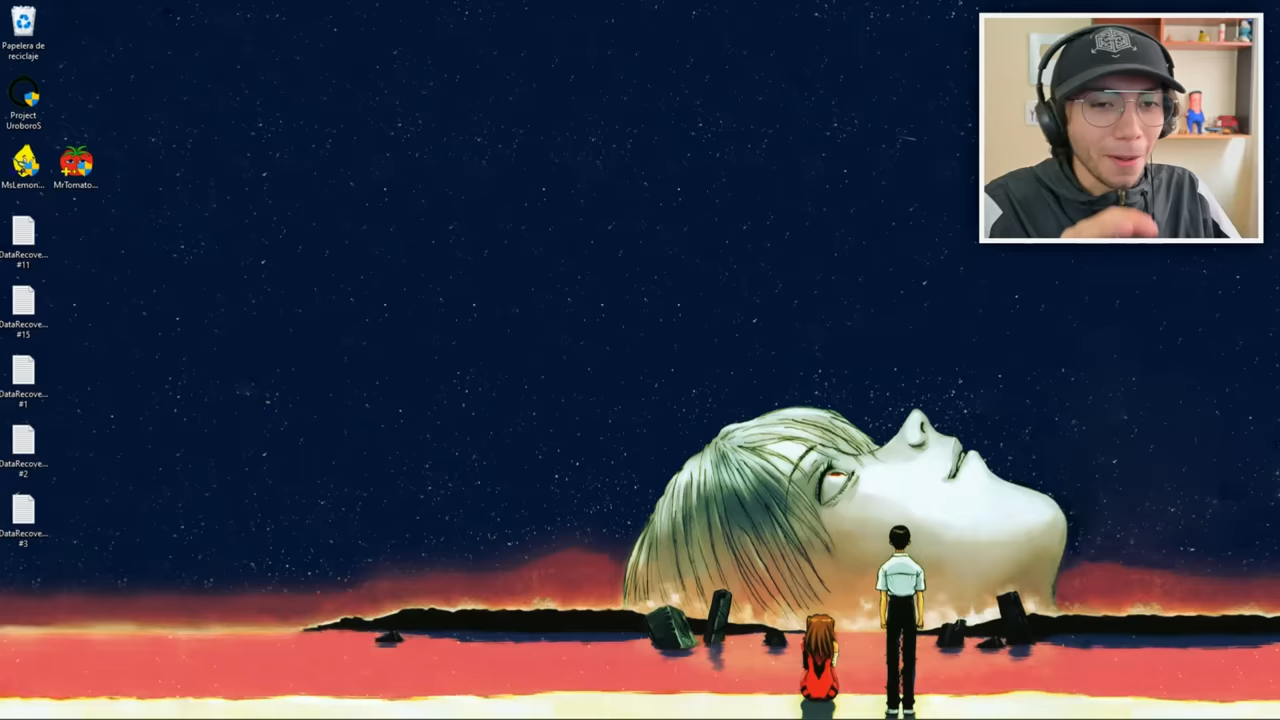 Papelera de
reciclaje
Project
UroboroS
MsLemon...
MrTomato...
DataRecove...
#11
DataRecove...
#15
DataRecove...
#1
DataRecove...
#2
DataRecove...
#3